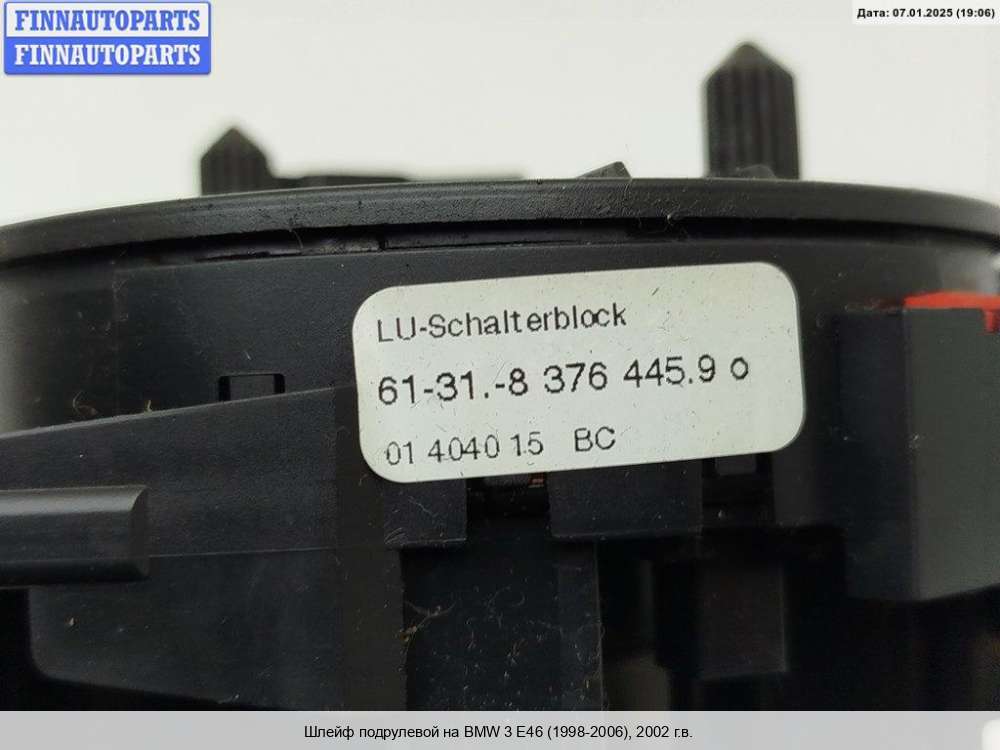 FINNAUTOPARTS
FINNAUTOPARTS
Дата: 07.01.2025 (19:06)
LU-Schalterblock
61-31.-8 376 445.9 o
01 4040 15 BC
Шлейф подрулевой на BMW 3 E46 (1998-2006), 2002 г.в.